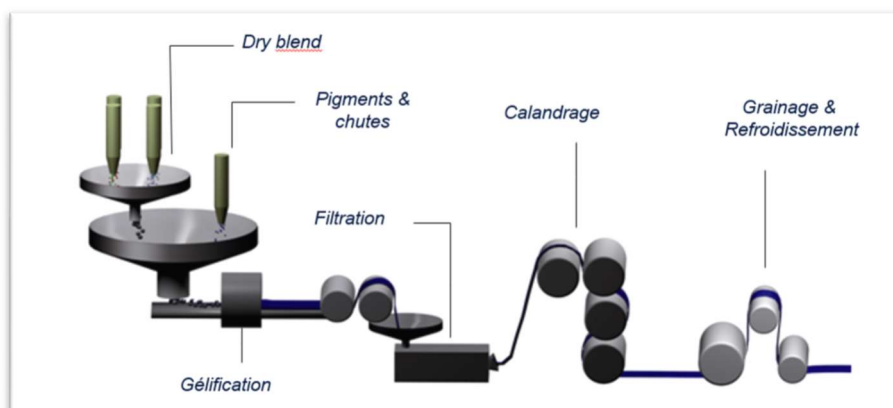 Dry blend
Pigments &
chutes
Calandrage
Grainage &
Refroidissement
Filtration
Gélification